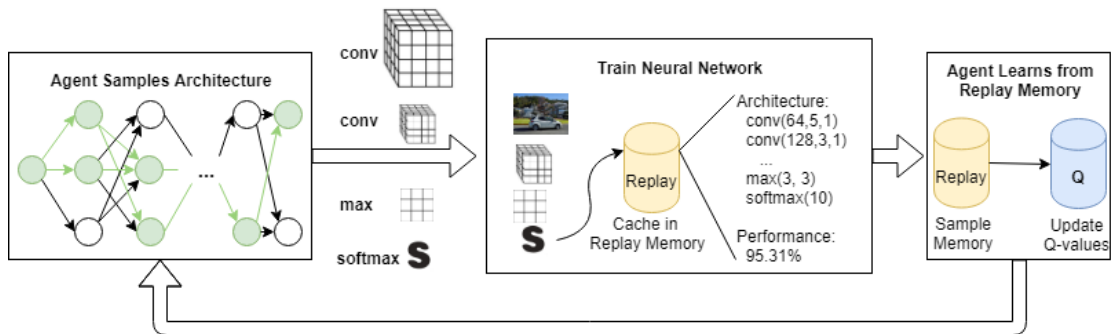 Agent Samples Architecture
...
conv
conv
max
softmax S
Train Neural Network
S
Replay
Cache in
Replay Memory
Architecture:
conv(64,5,1)
conv(128,3,1)
...
max(3, 3)
softmax(10)
Performance:
95.31%
Agent Learns from
Replay Memory
Replay
Sample
Memory
Q
Update
Q-values